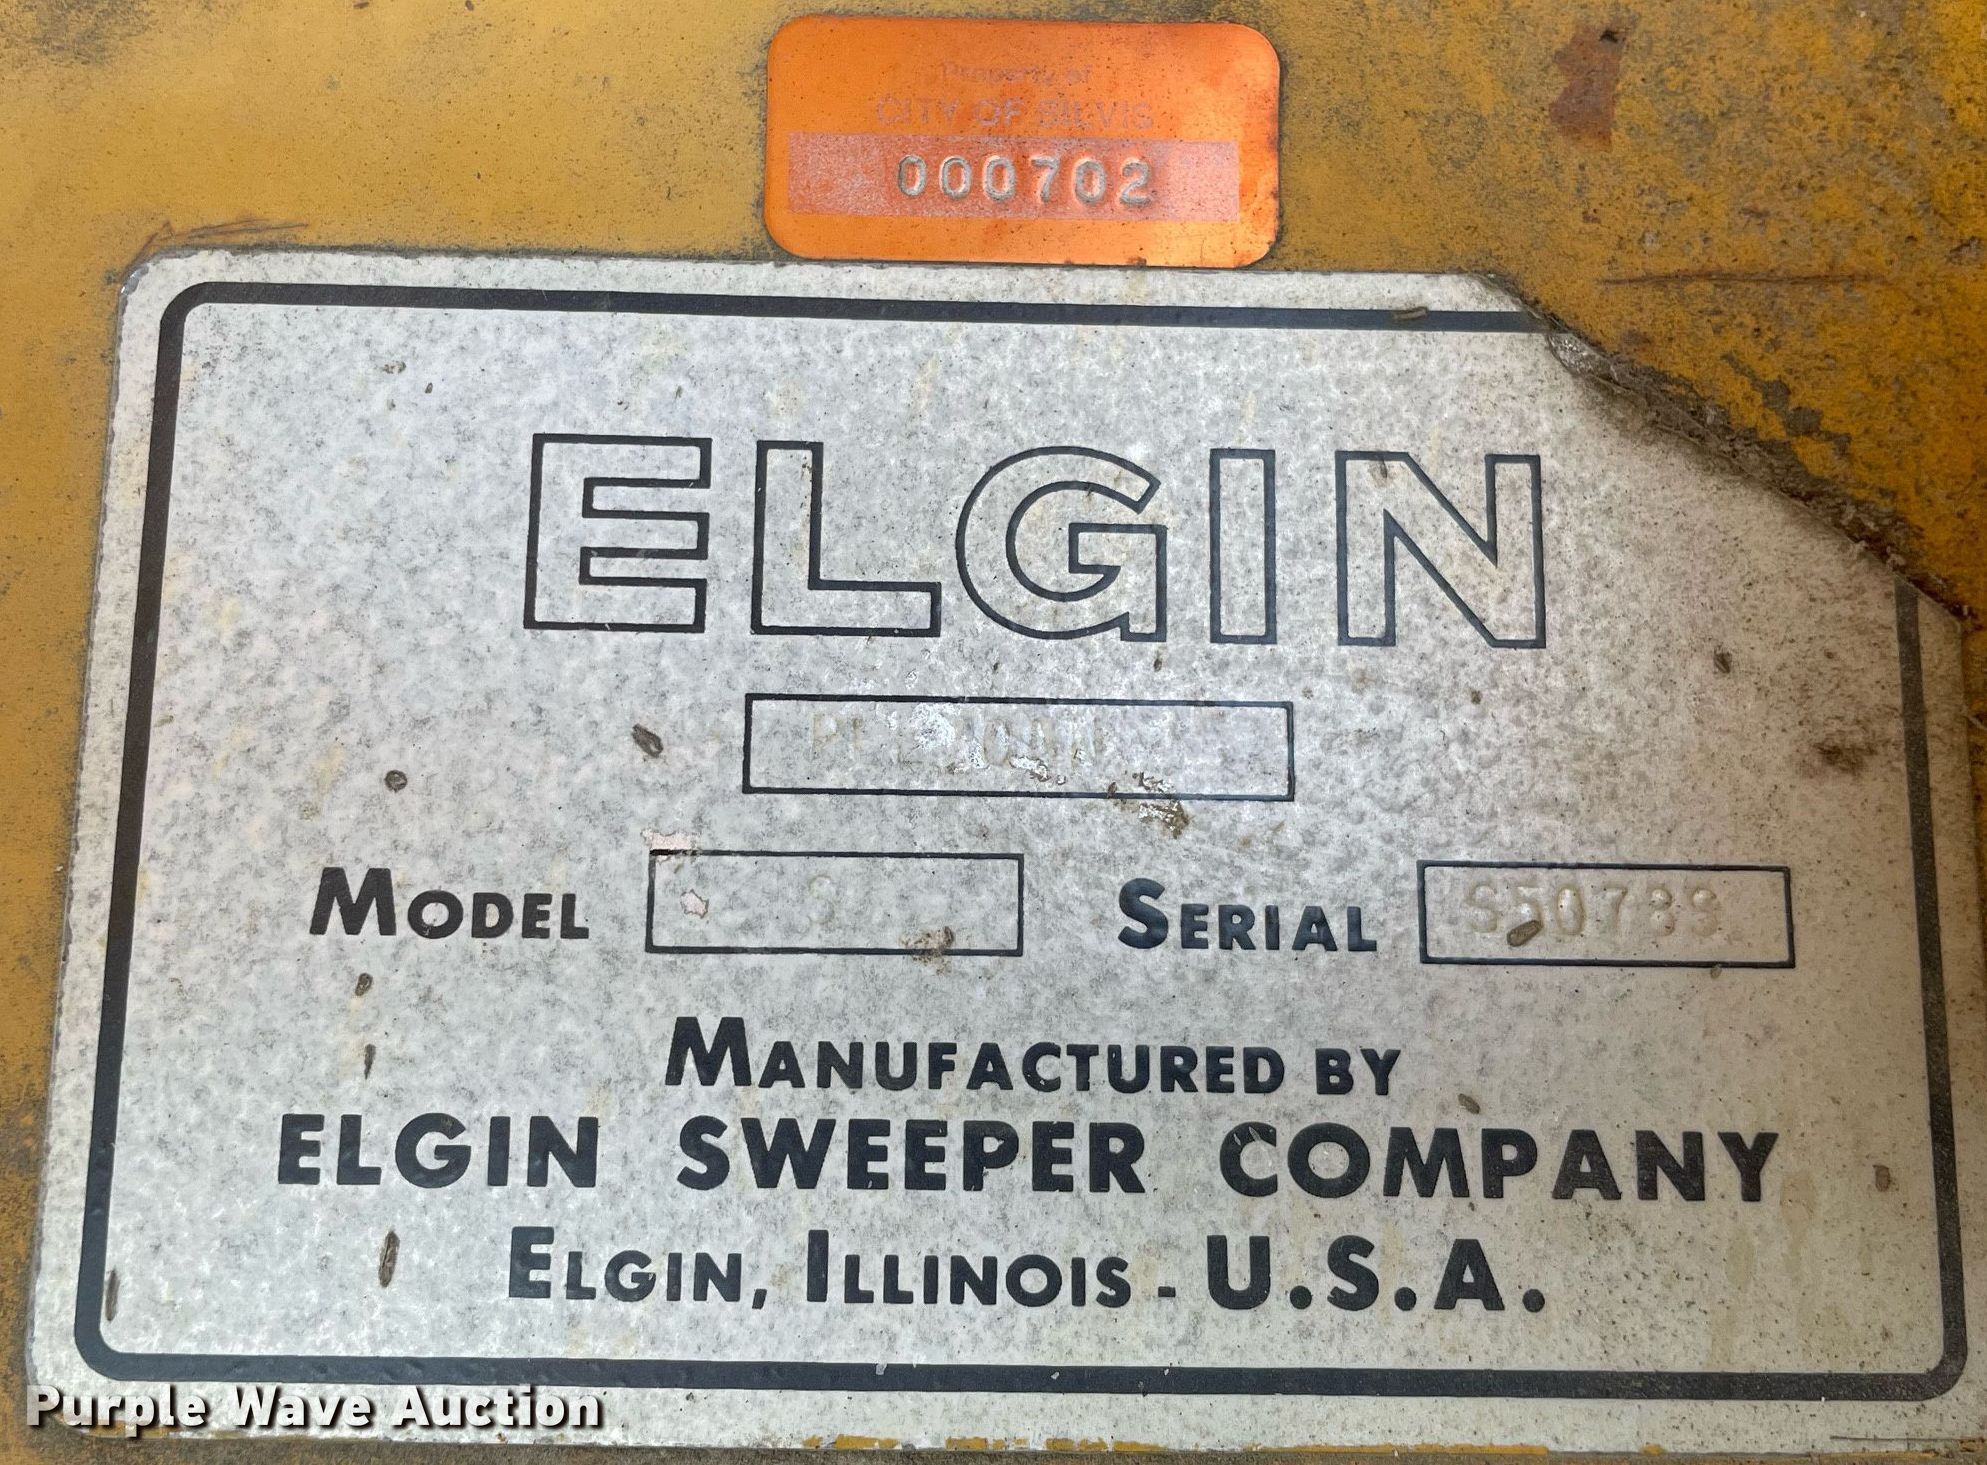 Property of
CITY OF SILVIS
000702
ELGIN
MODEL S SERIAL
MANUFACTURED BY
ELGIN SWEEPER COMPANY
ELGIN, ILLINOIS - U.S.A.
Purple Wave Auction